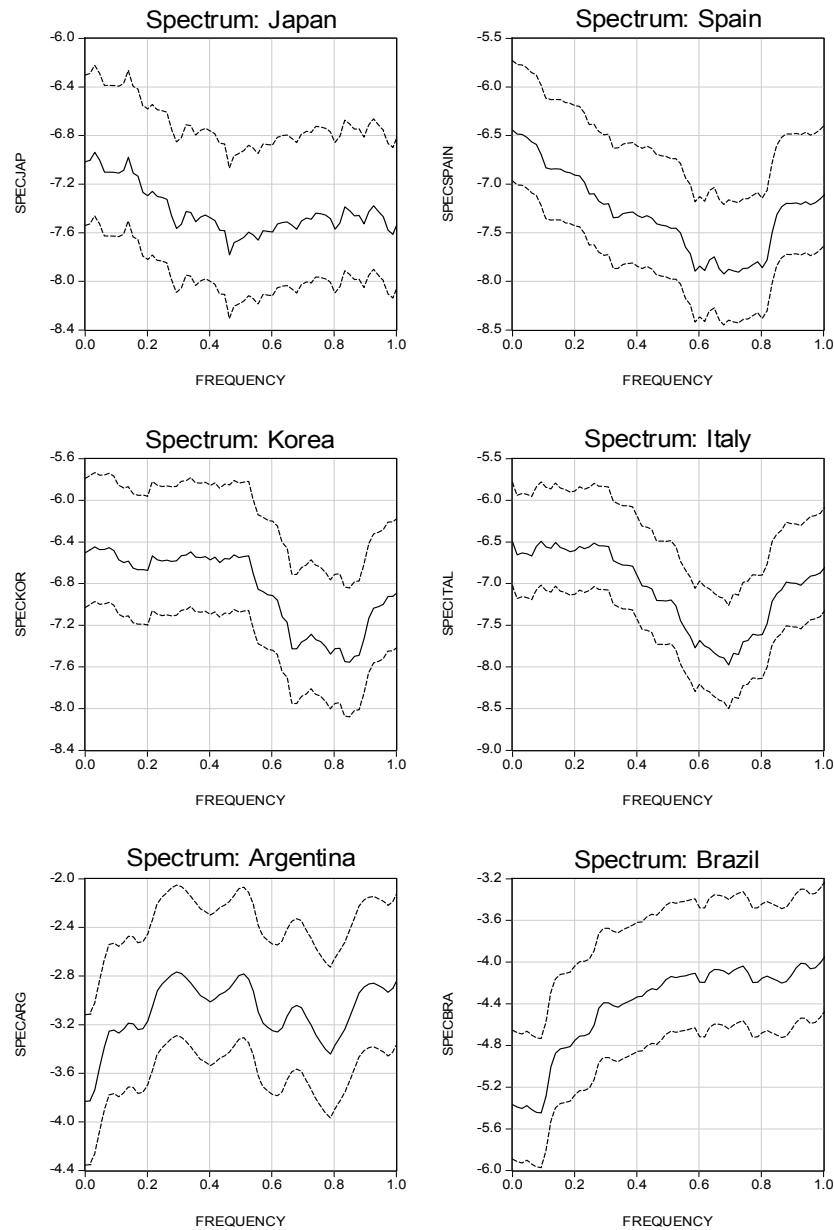 Spectrum: Japan
-6.0
-6.4
-6.8
-7.2
-7.6
-8.0
-8.4
SPECJAP
0.0 0.2 0.4 0.6 0.8 1.0
FREQUENCY
Spectrum: Spain
-5.5
-6.0
-6.5
-7.0
-7.5
-8.0
-8.5
SPECSPAIN
0.0 0.2 0.4 0.6 0.8 1.0
FREQUENCY
Spectrum: Korea
-5.6
-6.0
-6.4
-6.8
-7.2
-7.6
-8.0
-8.4
SPECKOR
0.0 0.2 0.4 0.6 0.8 1.0
FREQUENCY
Spectrum: Italy
-5.5
-6.0
-6.5
-7.0
-7.5
-8.0
-8.5
-9.0
SPECITAL
0.0 0.2 0.4 0.6 0.8 1.0
FREQUENCY
Spectrum: Argentina
-2.0
-2.4
-2.8
-3.2
-3.6
-4.0
-4.4
SPECARG
0.0 0.2 0.4 0.6 0.8 1.0
FREQUENCY
Spectrum: Brazil
-3.2
-3.6
-4.0
-4.4
-4.8
-5.2
-5.6
-6.0
SPECBRA
0.0 0.2 0.4 0.6 0.8 1.0
FREQUENCY